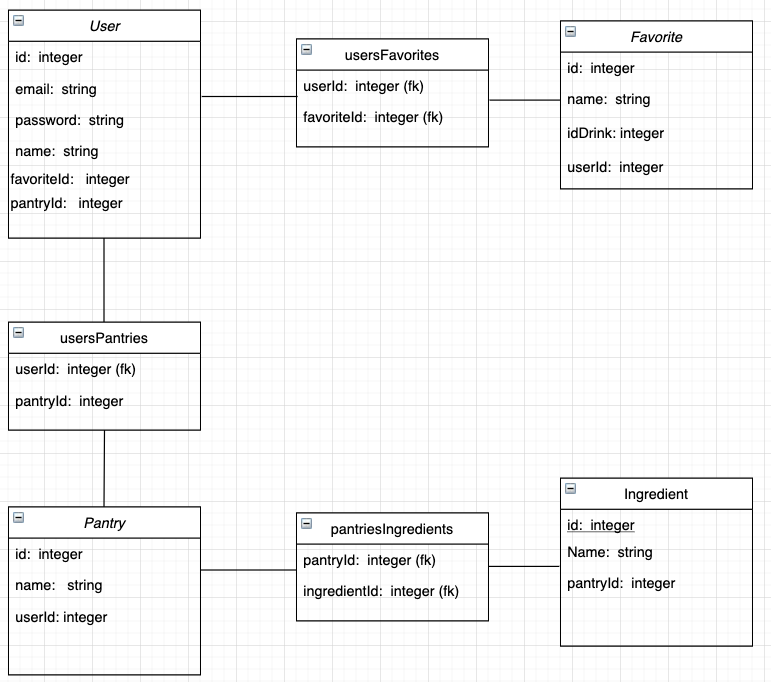 User
id: integer
email: string
password: string
name: string
favoriteId: integer
pantryId: integer
usersFavorites
userId: integer (fk)
favoriteId: integer (fk)
Favorite
id: integer
name: string
idDrink: integer
userId: integer
usersPantries
userId: integer (fk)
pantryId: integer
Pantry
id: integer
name: string
userId: integer
pantriesIngredients
pantryId: integer (fk)
ingredientId: integer (fk)
Ingredient
id: integer
Name: string
pantryId: integer